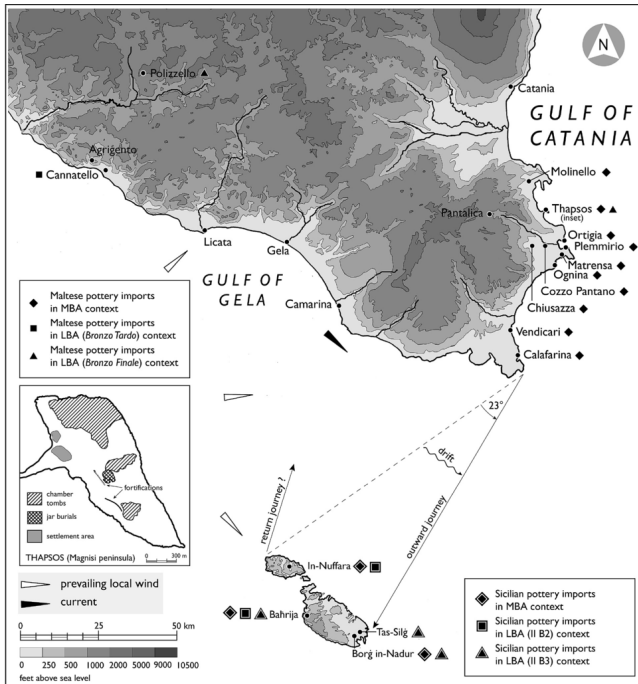 N
Polizzello
Catania
GULF OF
CATANIA
Agrigento
Cannatello
Molinello
Pantalica
Thapsos
(inset)
Ortigia
Plemmirio
Matrensa
Ognina
Cozzo Pantano
Chiusazza
Licata
Gela
GULF OF
GELA
Camarina
Vendicari
Calafarina
Maltese pottery imports
in MBA context
Maltese pottery imports
in LBA (Bronzo Tardo) context
Maltese pottery imports
in LBA (Bronzo Finale) context
23°
drift
outward journey
return journey ?
fortifications
chamber
tombs
jar burials
settlement area
THAPSOS (Magnisi peninsula)
0 300 m
prevailing local wind
current
0 25 50
km
0 250 500 1000 2000 5000 9000 10500
feet above sea level
In-Nuffara
Bahrija
Tas-Silġ
Borġ in-Nadur
Sicilian pottery imports
in MBA context
Sicilian pottery imports
in LBA (II B2) context
Sicilian pottery imports
in LBA (II B3) context